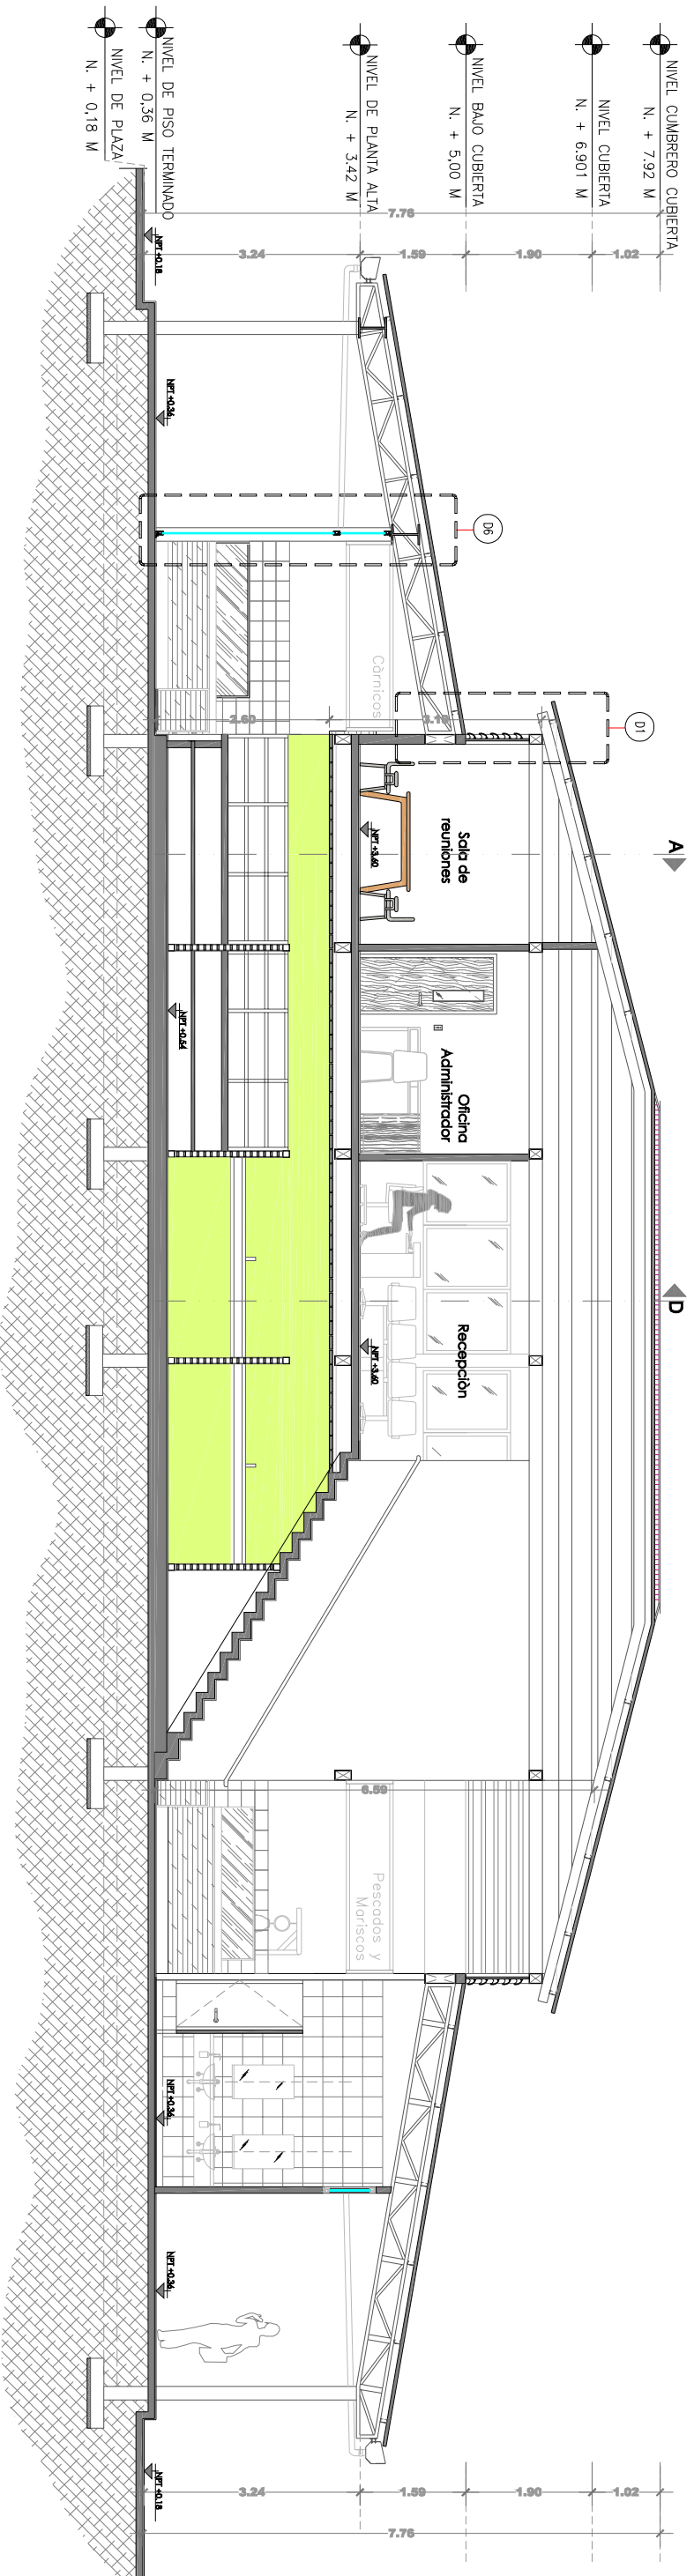 NIVEL CUMBRERO CUBIERTA
N. + 7.92 M
NIVEL CUBIERTA
N. + 6.901 M
NIVEL BAJO CUBIERTA
N. + 5,00 M
NIVEL DE PLANTA ALTA
N. + 3.42 M
NIVEL DE PISO TERMINADO
N. + 0,36 M
NIVEL DE PLAZA
N. + 0,18 M
7.76
1.02
1.90
1.59
3.24
NPT +0.18
NPT +0.36
D6
Càrnicos
D1
3.18
2.60
A
Sala de
reuniones
NPT +3.60
NPT +0.54
Oficina
Administrador
D
Recepciòn
NPT +3.60
6.59
Pescados y
Mariscos
NPT +0.36
NPT +0.36
NPT +0.18
1.02
1.90
1.59
3.24
7.76